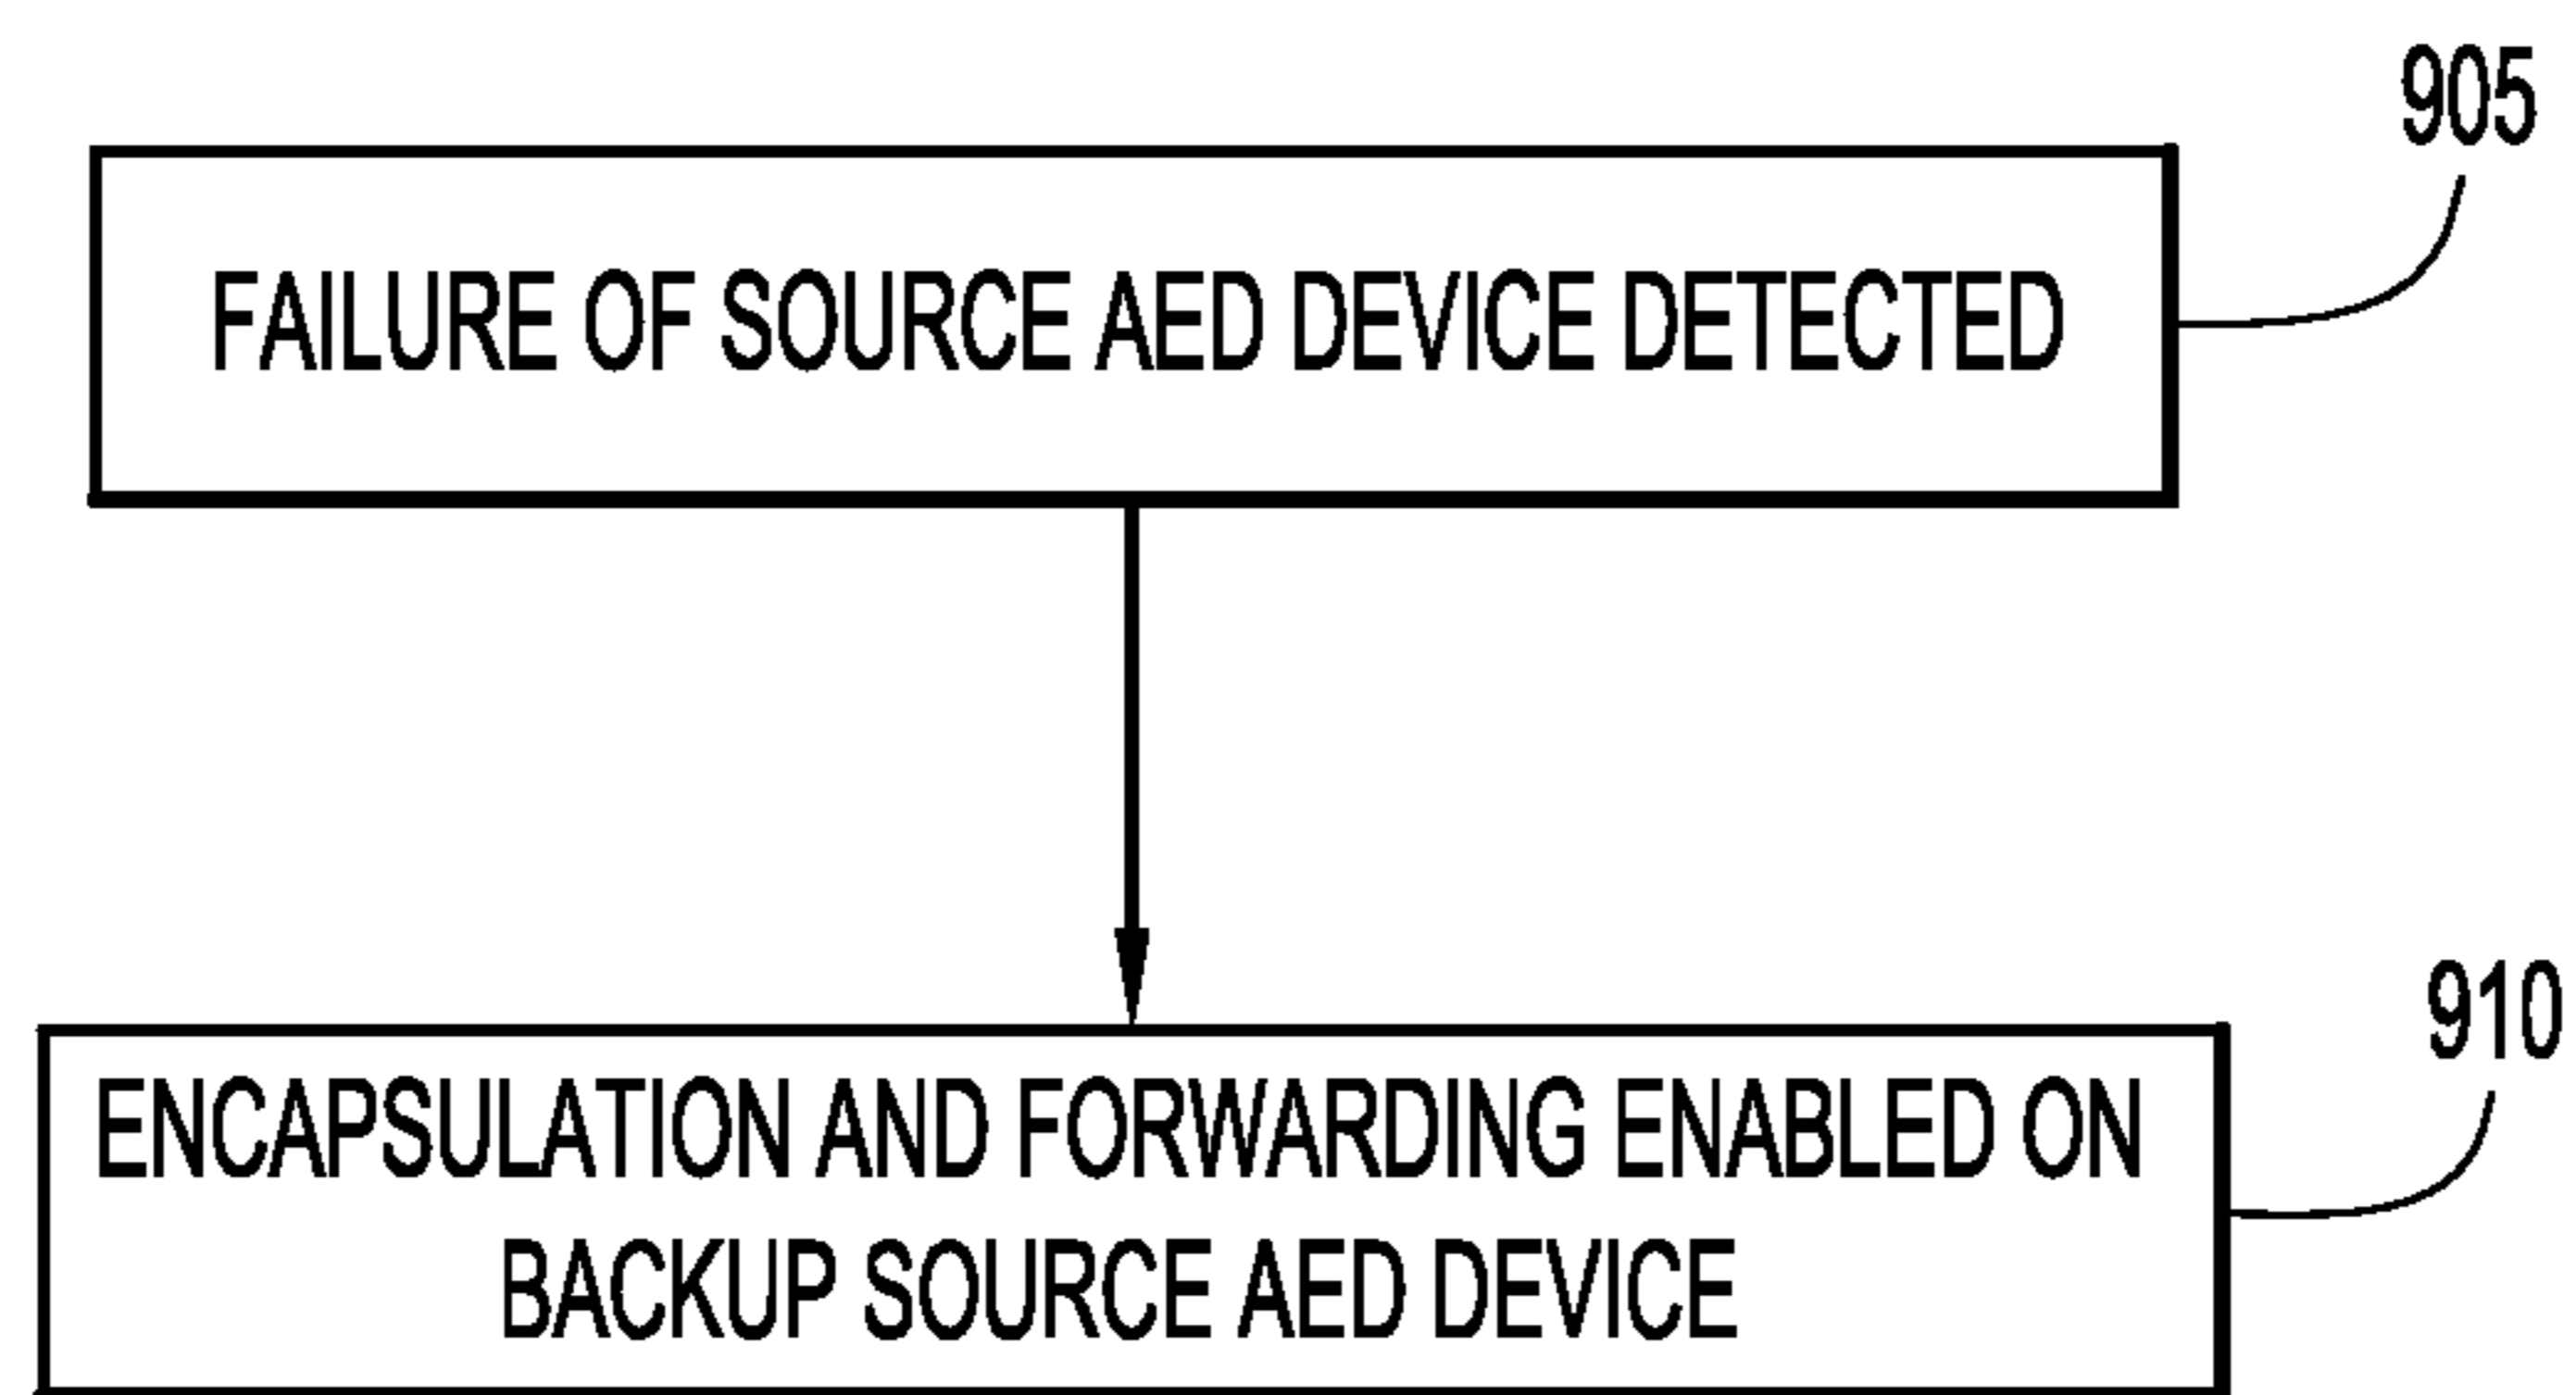 905
FAILURE OF SOURCE AED DEVICE DETECTED
910
ENCAPSULATION AND FORWARDING ENABLED ON
BACKUP SOURCE AED DEVICE